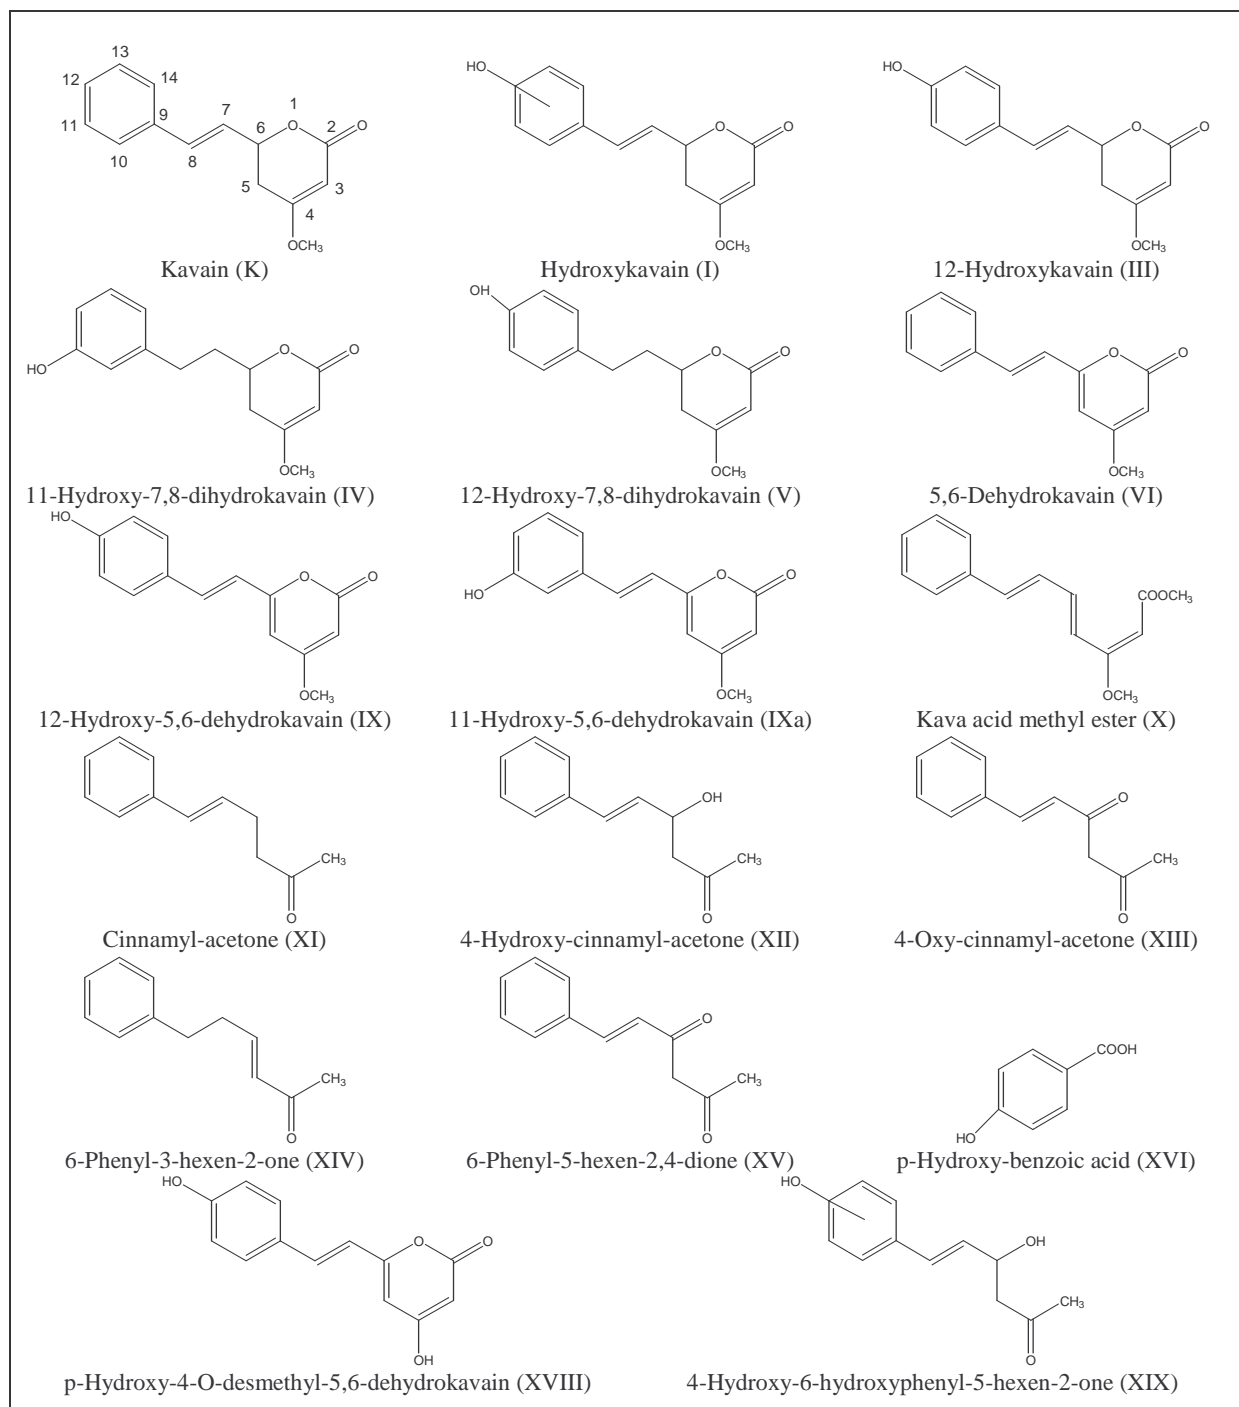 13
12
14
11
9
10
7
8
1
6
2
O
O
5
3
4
OCH3
Kavain (K)
HO
O
O
OCH3
Hydroxykavain (I)
HO
O
O
OCH3
12-Hydroxykavain (III)
HO
O
O
OCH3
11-Hydroxy-7,8-dihydrokavain (IV)
OH
O
O
OCH3
12-Hydroxy-7,8-dihydrokavain (V)
O
O
OCH3
5,6-Dehydrokavain (VI)
HO
O
O
OCH3
12-Hydroxy-5,6-dehydrokavain (IX)
HO
O
O
OCH3
11-Hydroxy-5,6-dehydrokavain (IXa)
COOCH3
OCH3
Kava acid methyl ester (X)
CH3
O
Cinnamyl-acetone (XI)
OH
CH3
O
4-Hydroxy-cinnamyl-acetone (XII)
O
CH3
O
4-Oxy-cinnamyl-acetone (XIII)
CH3
O
6-Phenyl-3-hexen-2-one (XIV)
O
CH3
O
6-Phenyl-5-hexen-2,4-dione (XV)
COOH
HO
p-Hydroxy-benzoic acid (XVI)
HO
O
O
OH
p-Hydroxy-4-O-desmethyl-5,6-dehydrokavain (XVIII)
HO
OH
CH3
O
4-Hydroxy-6-hydroxyphenyl-5-hexen-2-one (XIX)